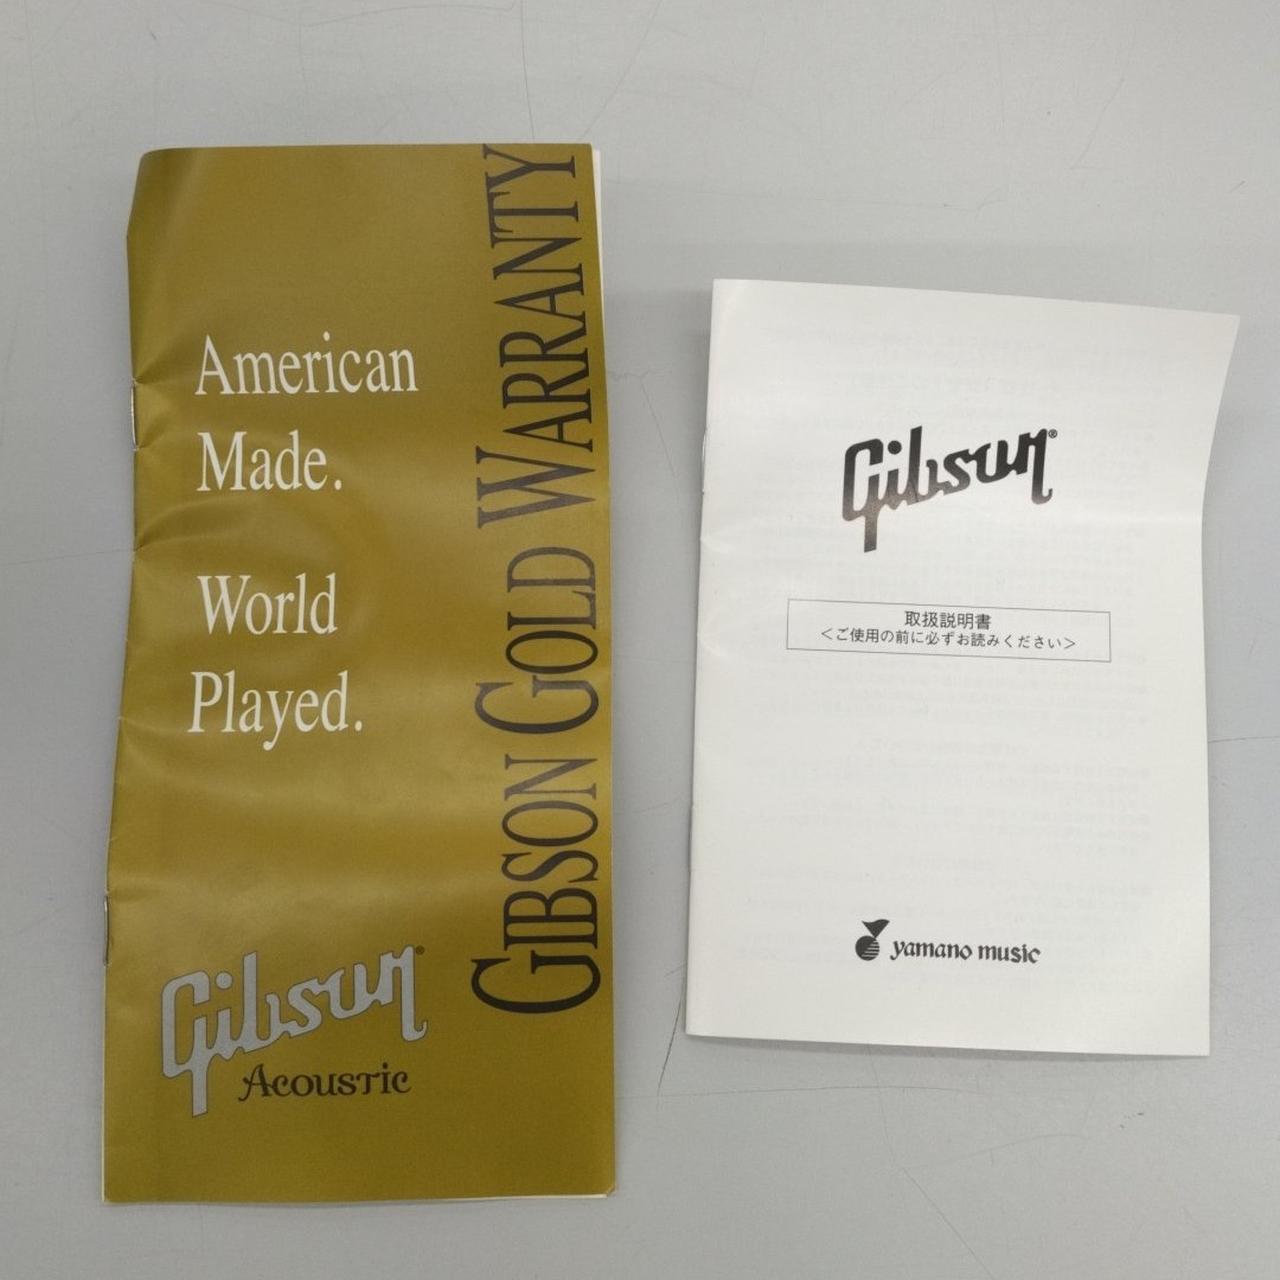 American
Made.
World
Played.
GIBSON GOLD WARRANTY
Gibson®
Acoustic
Gibson®
取扱説明書
＜ご使用の前に必ずお読みください＞
yamano music